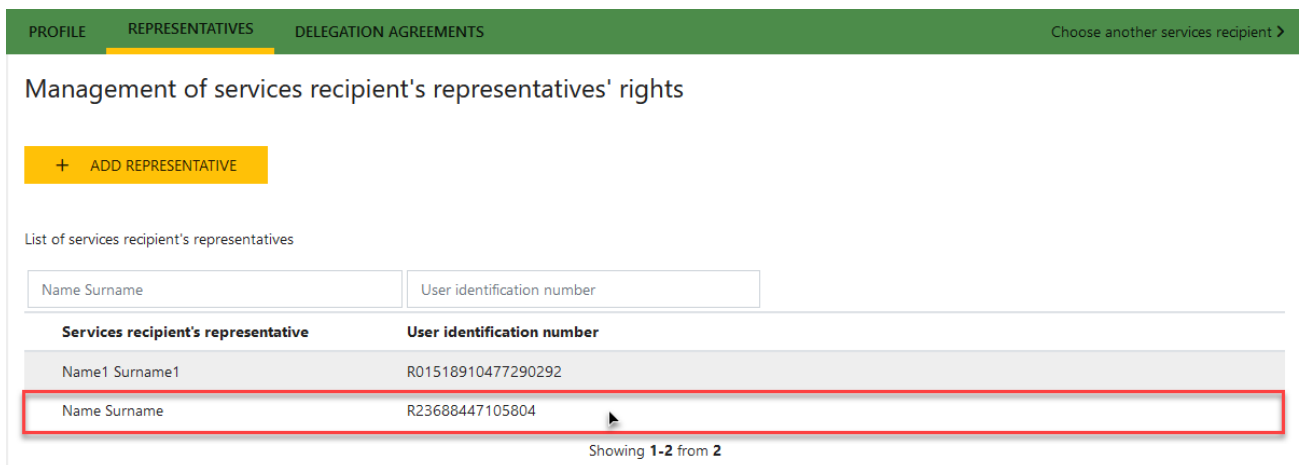 PROFILE REPRESENTATIVES DELEGATION AGREEMENTS Choose another services recipient
Management of services recipient's representatives' rights
+ ADD REPRESENTATIVE
List of services recipient's representatives
Name Surname User identification number
Services recipient's representative User identification number
Name1 Surname1 R01518910477290292
Name Surname R23688447105804
Showing 1-2 from 2